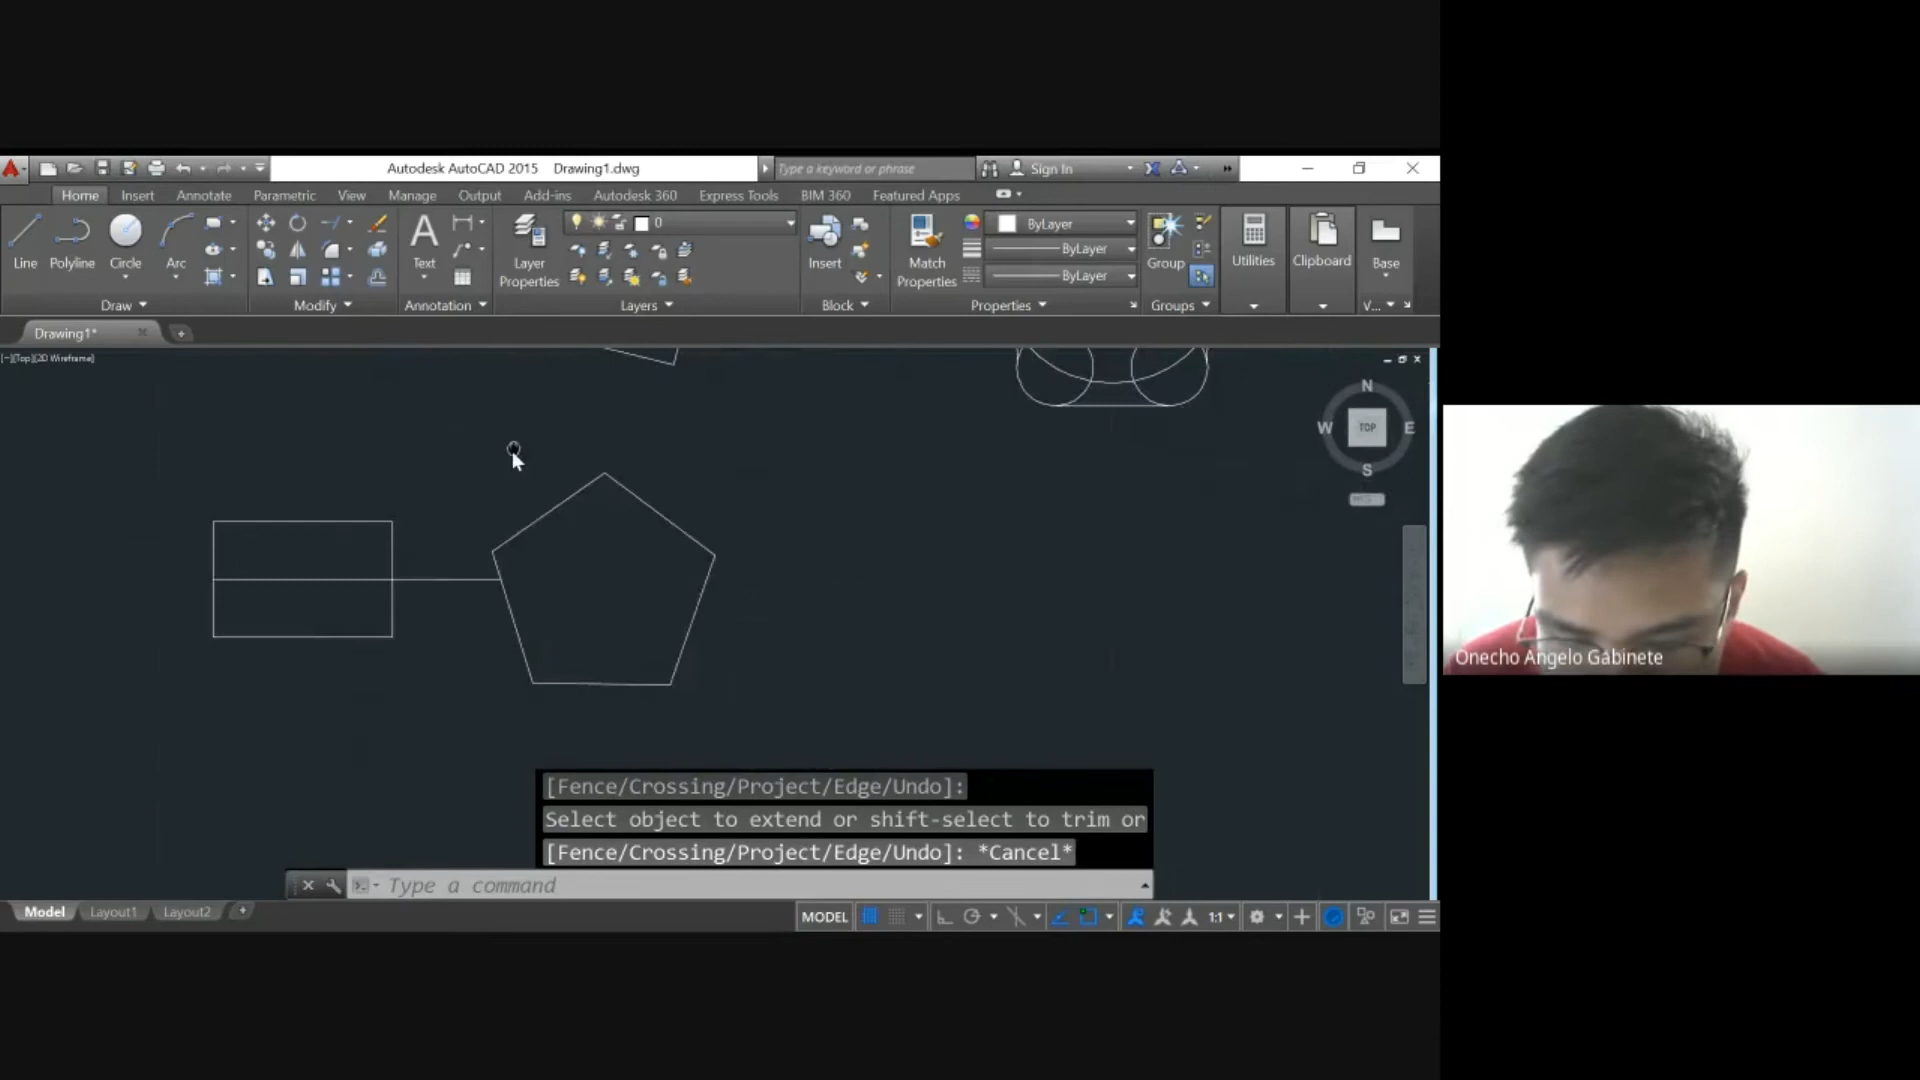 Autodesk AutoCAD 2015 Drawing1.dwg
Type a keyword or phrase
Sign In
Home Insert Annotate Parametric View Manage Output Add-ins Autodesk 360 Express Tools BIM 360 Featured Apps
Line Polyline Circle Arc
Draw
Modify
Text
Annotation
Layer Properties
0
Layers
Insert
Block
Match Properties
ByLayer
ByLayer
ByLayer
Properties
Group
Groups
Utilities
Clipboard
Base
V...
Drawing1*
[−][Top][2D Wireframe]
N
W TOP E
S
Onecho Angelo Gabinete
[Fence/Crossing/Project/Edge/Undo]:
Select object to extend or shift-select to trim or
[Fence/Crossing/Project/Edge/Undo]: *Cancel*
Type a command
Model Layout1 Layout2
MODEL 1:1